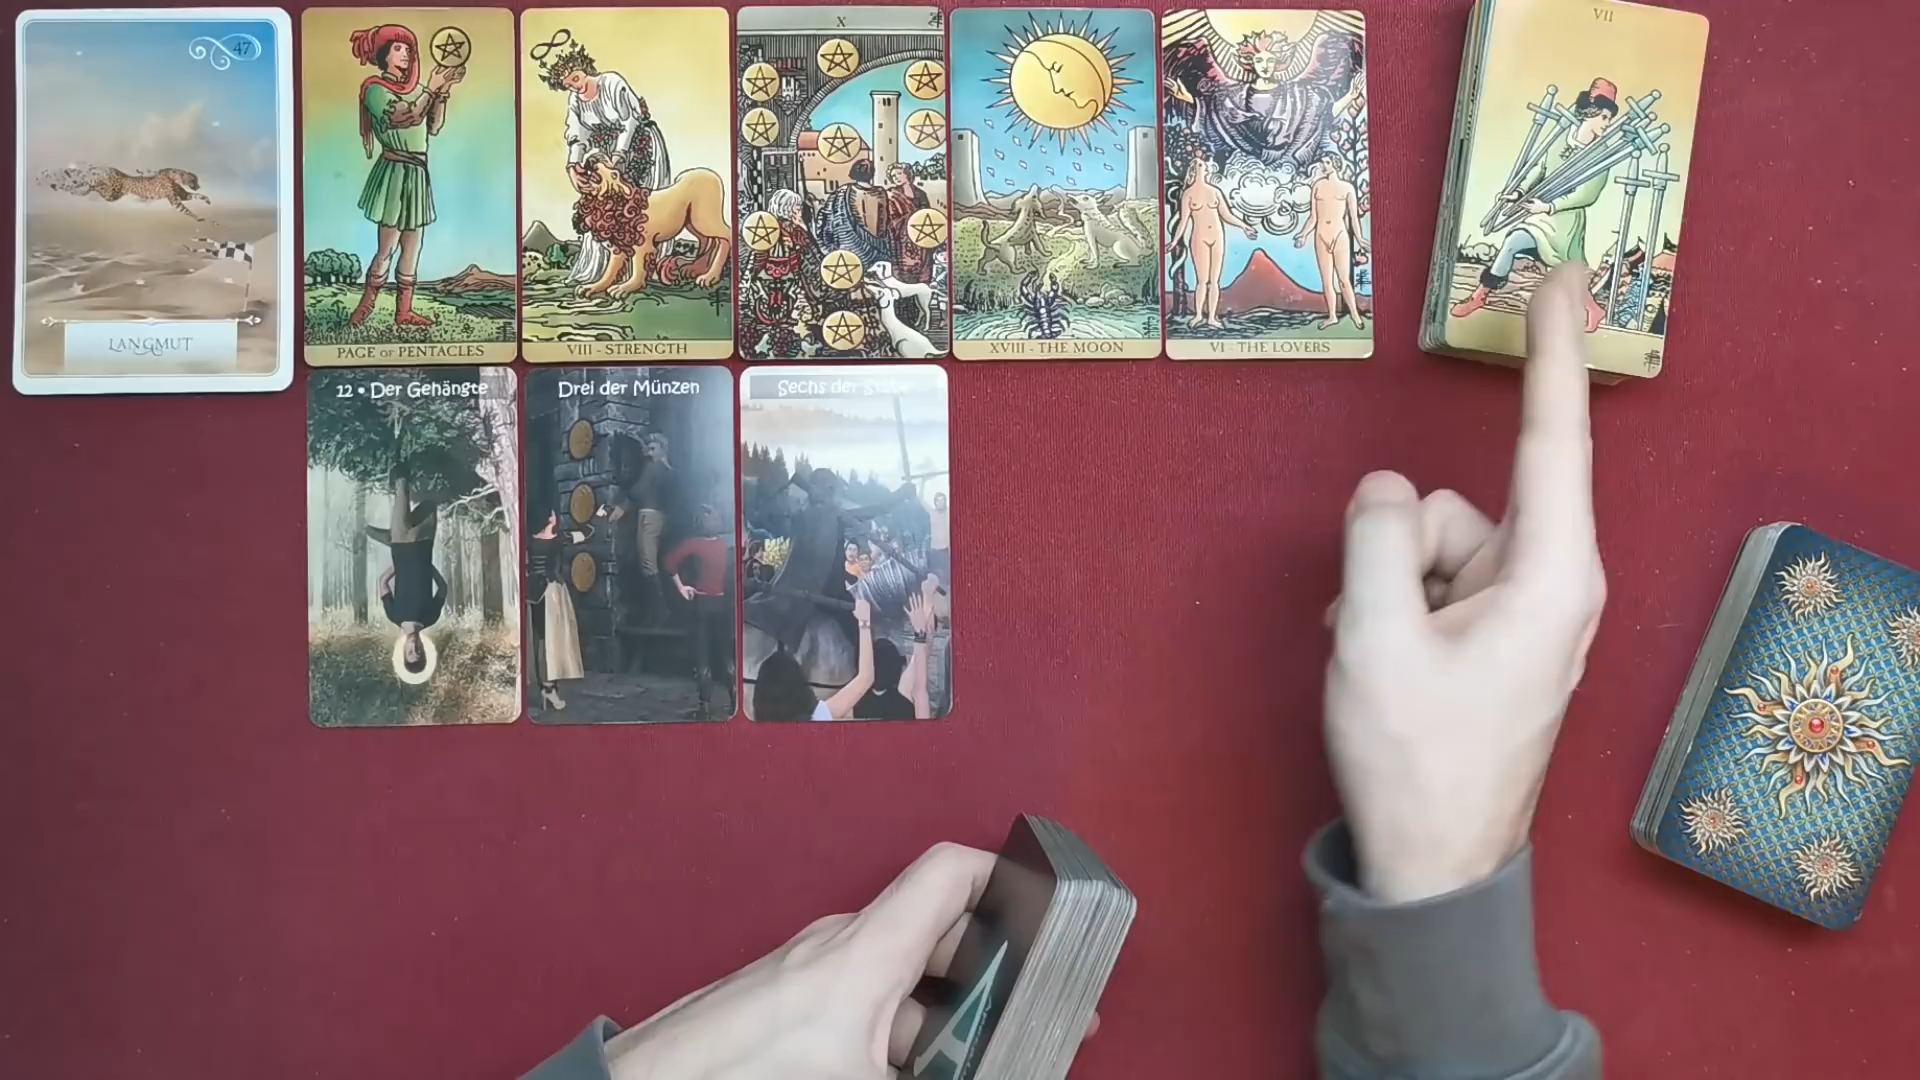 47
LANGMUT
PAGE OF PENTACLES
VIII - STRENGTH
X
XVIII - THE MOON
VI - THE LOVERS
VII
12 • Der Gehängte
Drei der Münzen
Sechs der